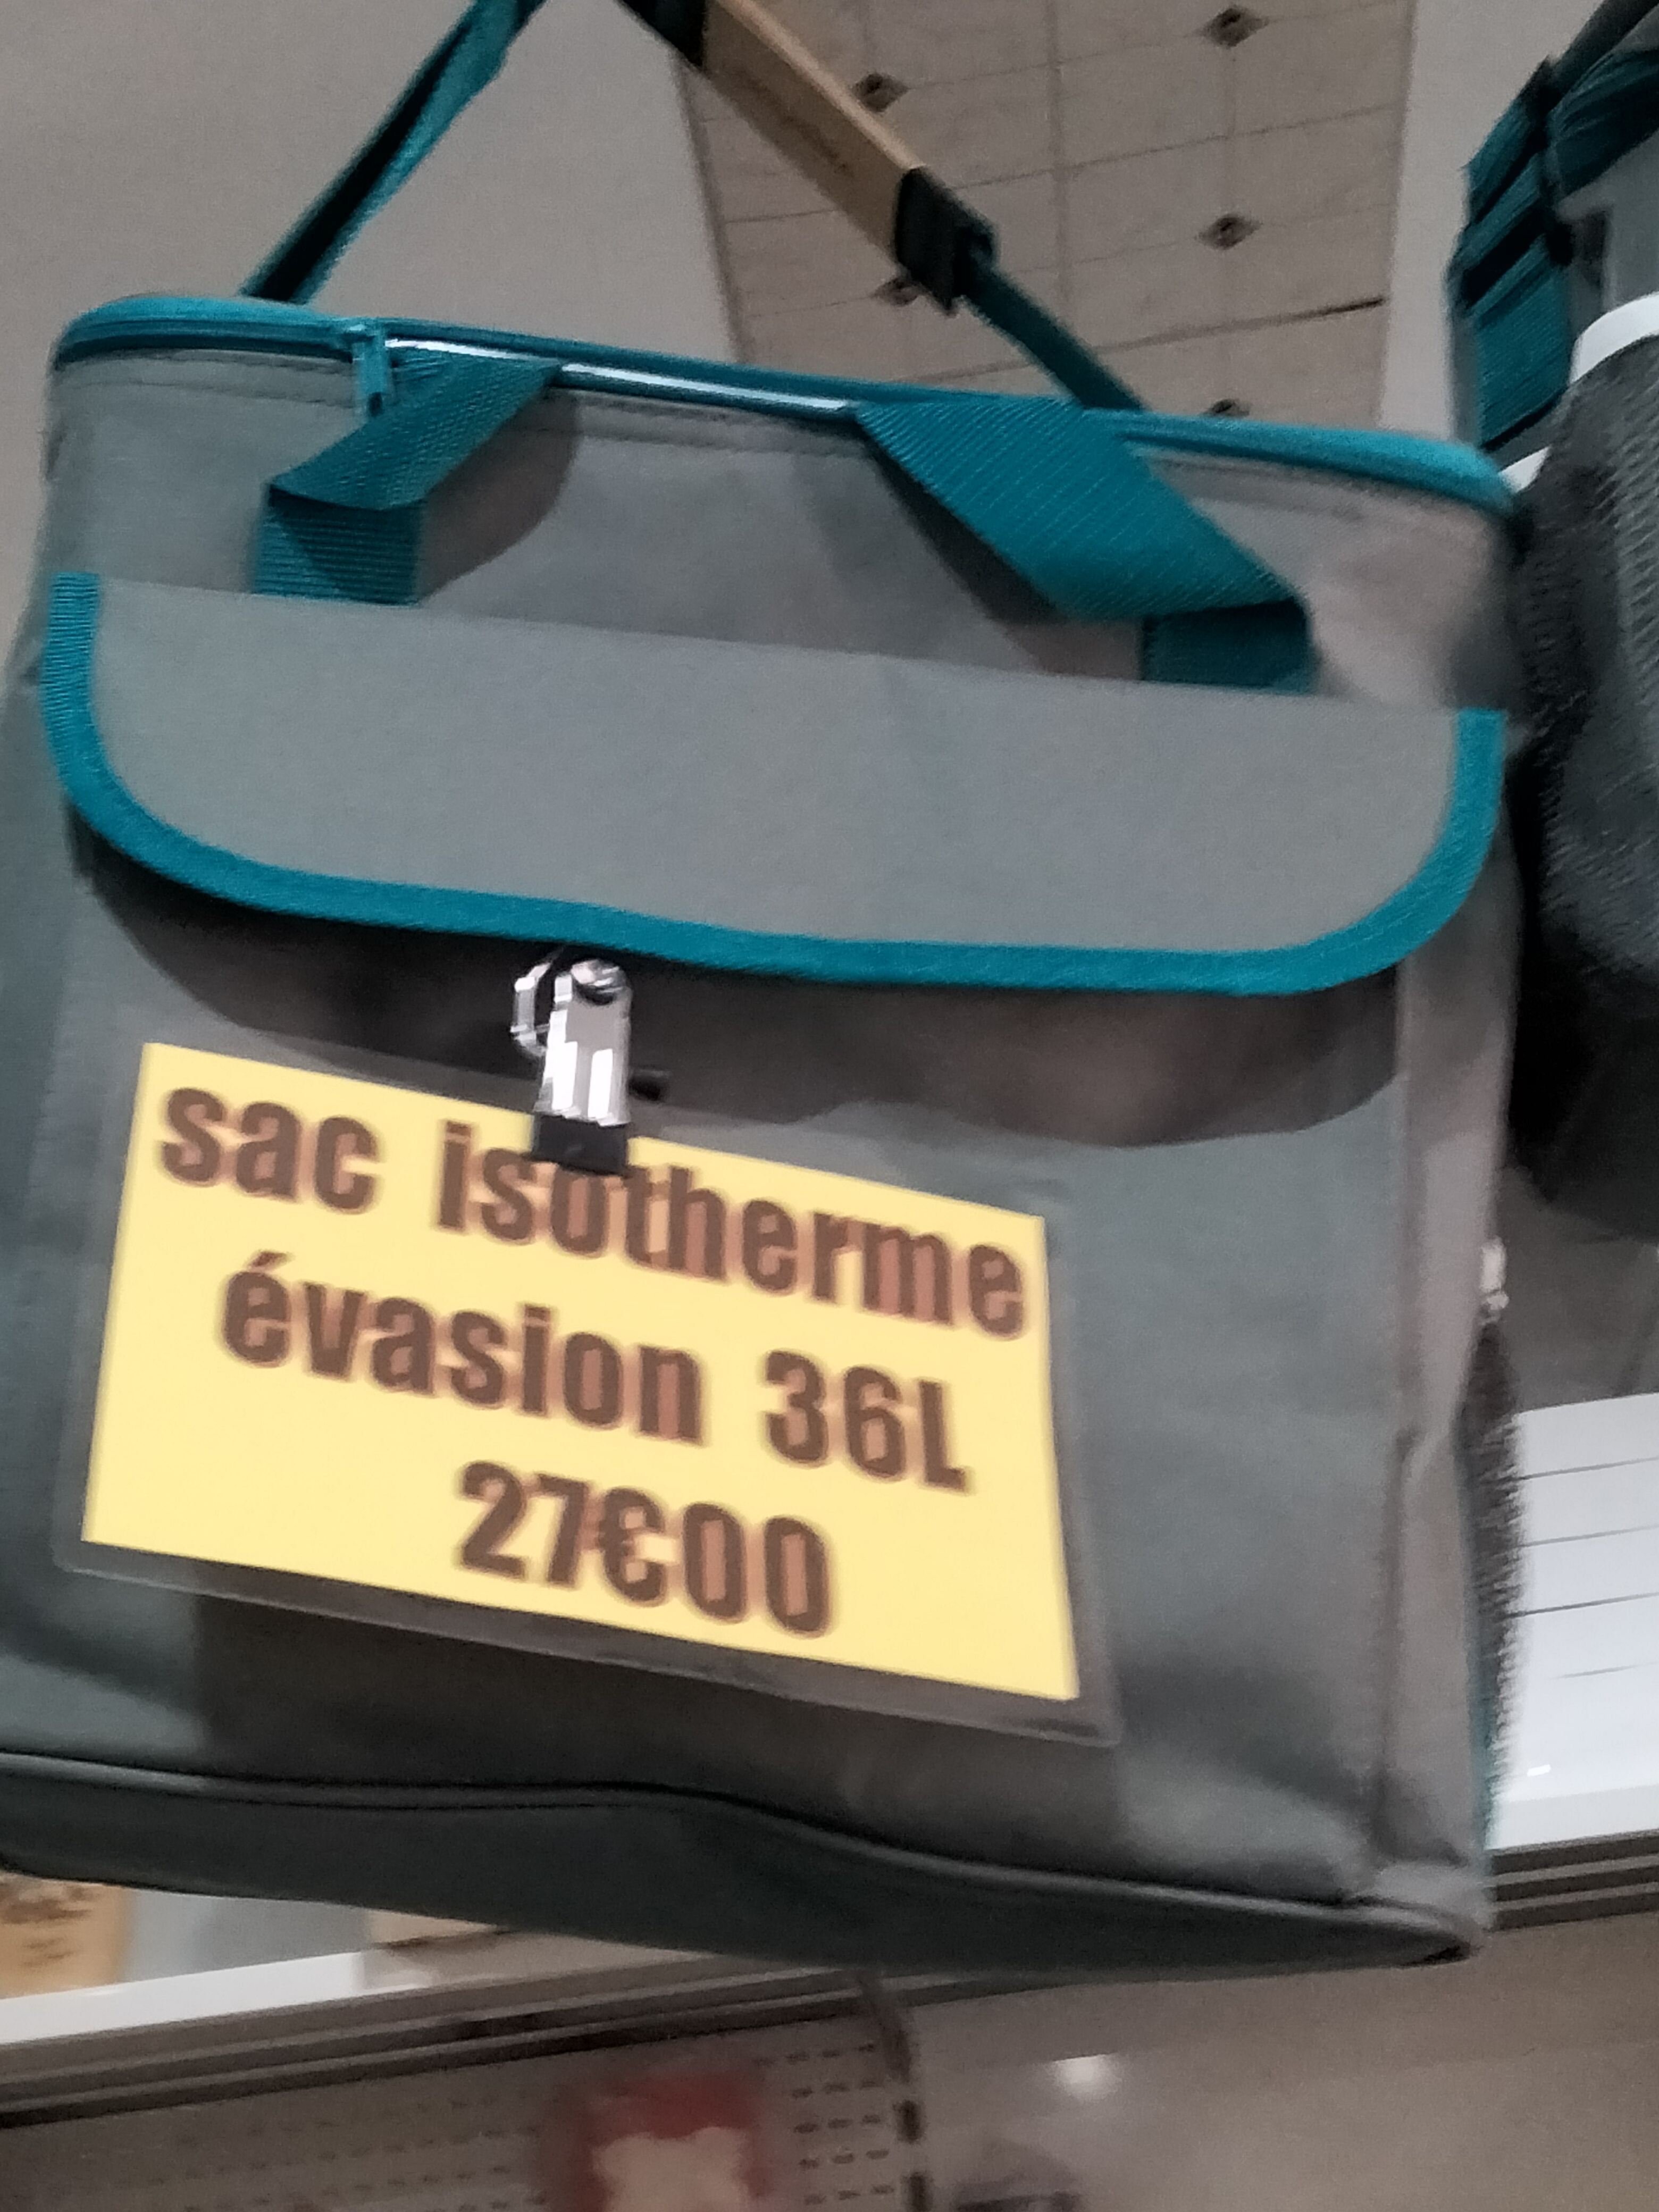 sac isotherme
évasion 36L
27€00